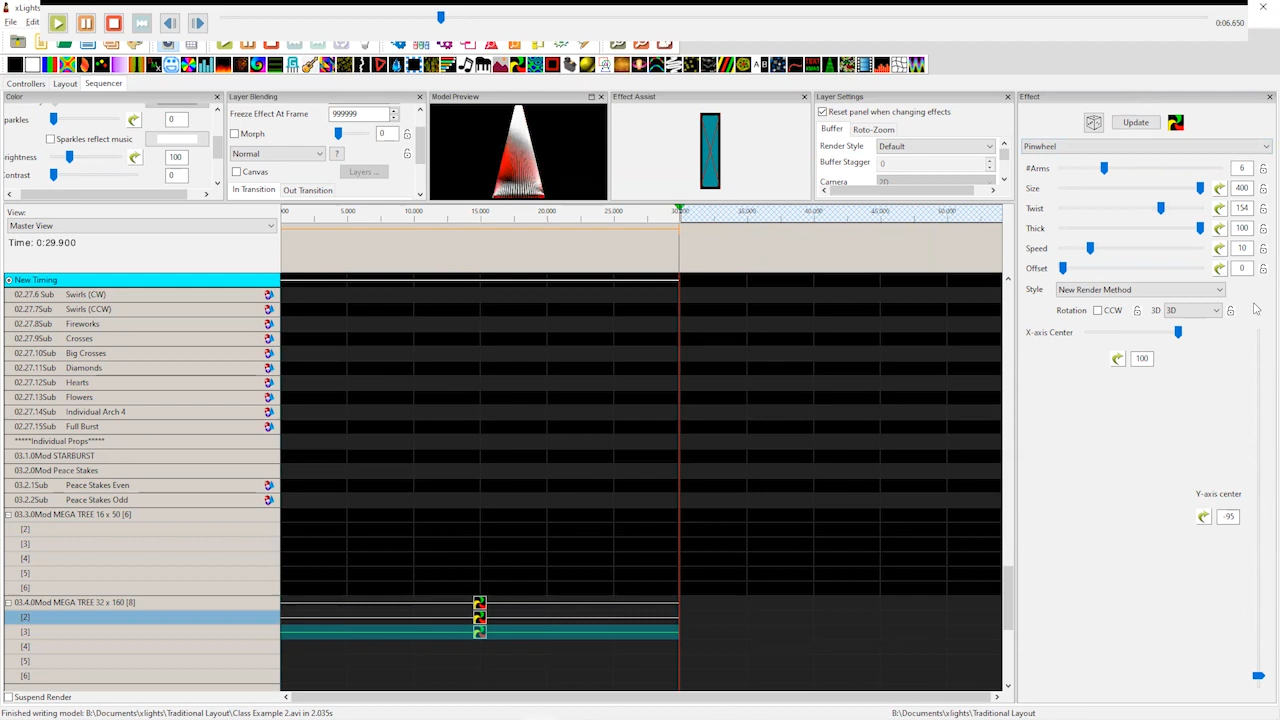 xLights
File Edit
0:06.650
Controllers Layout Sequencer
Color
Layer Blending
Model Preview
Effect Assist
Layer Settings
Effect
parkles 0
Sparkles reflect music
rightness 100
ontrast 0
Freeze Effect At Frame 999999
Morph 0
Normal ?
Canvas Layers ...
In Transition Out Transition
Reset panel when changing effects
Buffer Roto-Zoom
Render Style Default
Buffer Stagger 0
Camera 2D
Update
Pinwheel
#Arms 6
Size 400
Twist 154
Thick 100
Speed 10
Offset 0
Style New Render Method
Rotation CCW 3D 3D
X-axis Center
100
Y-axis center
-95
View:
Master View
Time: 0:29.900
5.000 10.000 15.000 20.000 25.000 35.000 40.000 45.000 50.000
New Timing
02.27.6 Sub Swirls (CW)
02.27.7Sub Swirls (CCW)
02.27.8Sub Fireworks
02.27.9Sub Crosses
02.27.10Sub Big Crosses
02.27.11Sub Diamonds
02.27.12Sub Hearts
02.27.13Sub Flowers
02.27.14Sub Individual Arch 4
02.27.15Sub Full Burst
*****Individual Props*****
03.1.0Mod STARBURST
03.2.0Mod Peace Stakes
03.2.1Sub Peace Stakes Even
03.2.2Sub Peace Stakes Odd
03.3.0Mod MEGA TREE 16 x 50 [6]
[2]
[3]
[4]
[5]
[6]
03.4.0Mod MEGA TREE 32 x 160 [8]
[2]
[3]
[4]
[5]
[6]
Suspend Render
Finished writing model: B:\Documents\xlights\Traditional Layout\Class Example 2.avi in 2.035s
B:\Documents\xlights\Traditional Layout